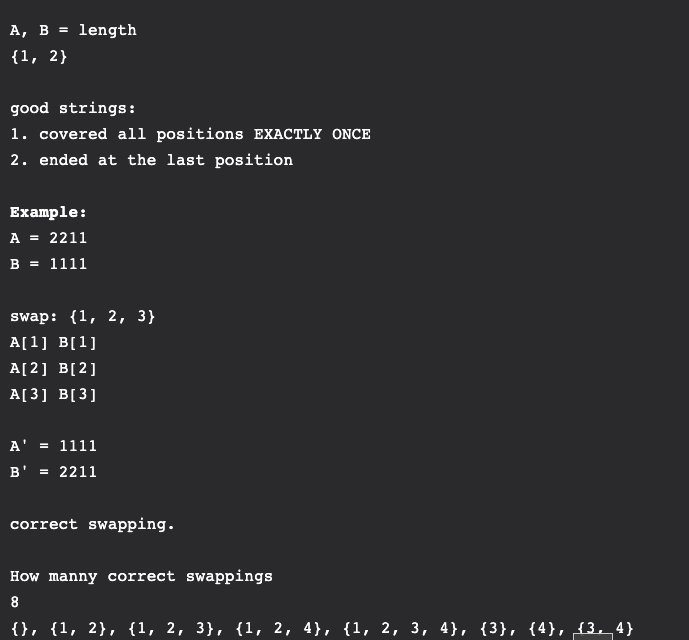 A, B = length
{1, 2}
good strings:
1. covered all positions EXACTLY ONCE
2. ended at the last position
Example:
A = 2211
B = 1111
swap: {1, 2, 3}
A[1] B[1]
A[2] B[2]
A[3] B[3]
A' = 1111
B' = 2211
correct swapping.
How manny correct swappings
8
{}, {1, 2}, {1, 2, 3}, {1, 2, 4}, {1, 2, 3, 4}, {3}, {4}, {3, 4}